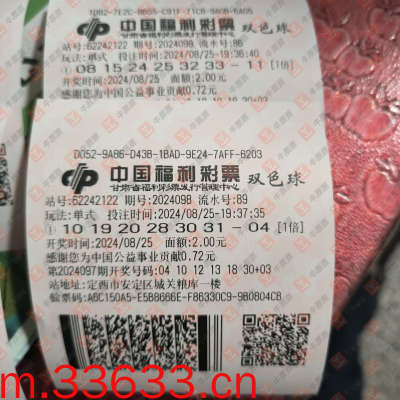 中国福利彩票 双色球
站号:62242122 期号:2024098 流水号:86
玩法:单式 投注时间:2024/08/25-19:36:40
① 08 15 24 25 32 33 - 11 [1倍]
开奖时间:2024/08/25 面额:2.00元
感谢您为中国公益事业贡献0.72元
D052-9A86-D43B-1BAD-9E24-7AFF-6203
中国福利彩票 双色球
甘肃省福利彩票发行管理中心
站号:62242122 期号:2024098 流水号:89
玩法:单式 投注时间:2024/08/25-19:37:35
① 10 19 20 28 30 31 - 04 [1倍]
开奖时间:2024/08/25 面额:2.00元
感谢您为中国公益事业贡献0.72元
第2024097期开奖号码:04 10 12 13 18 30+03
站地址:定西市安定区城关粮库一楼
验票码:A6C150A5-E5B8666E-F86330C9-9B0804CB
m.33633.cn